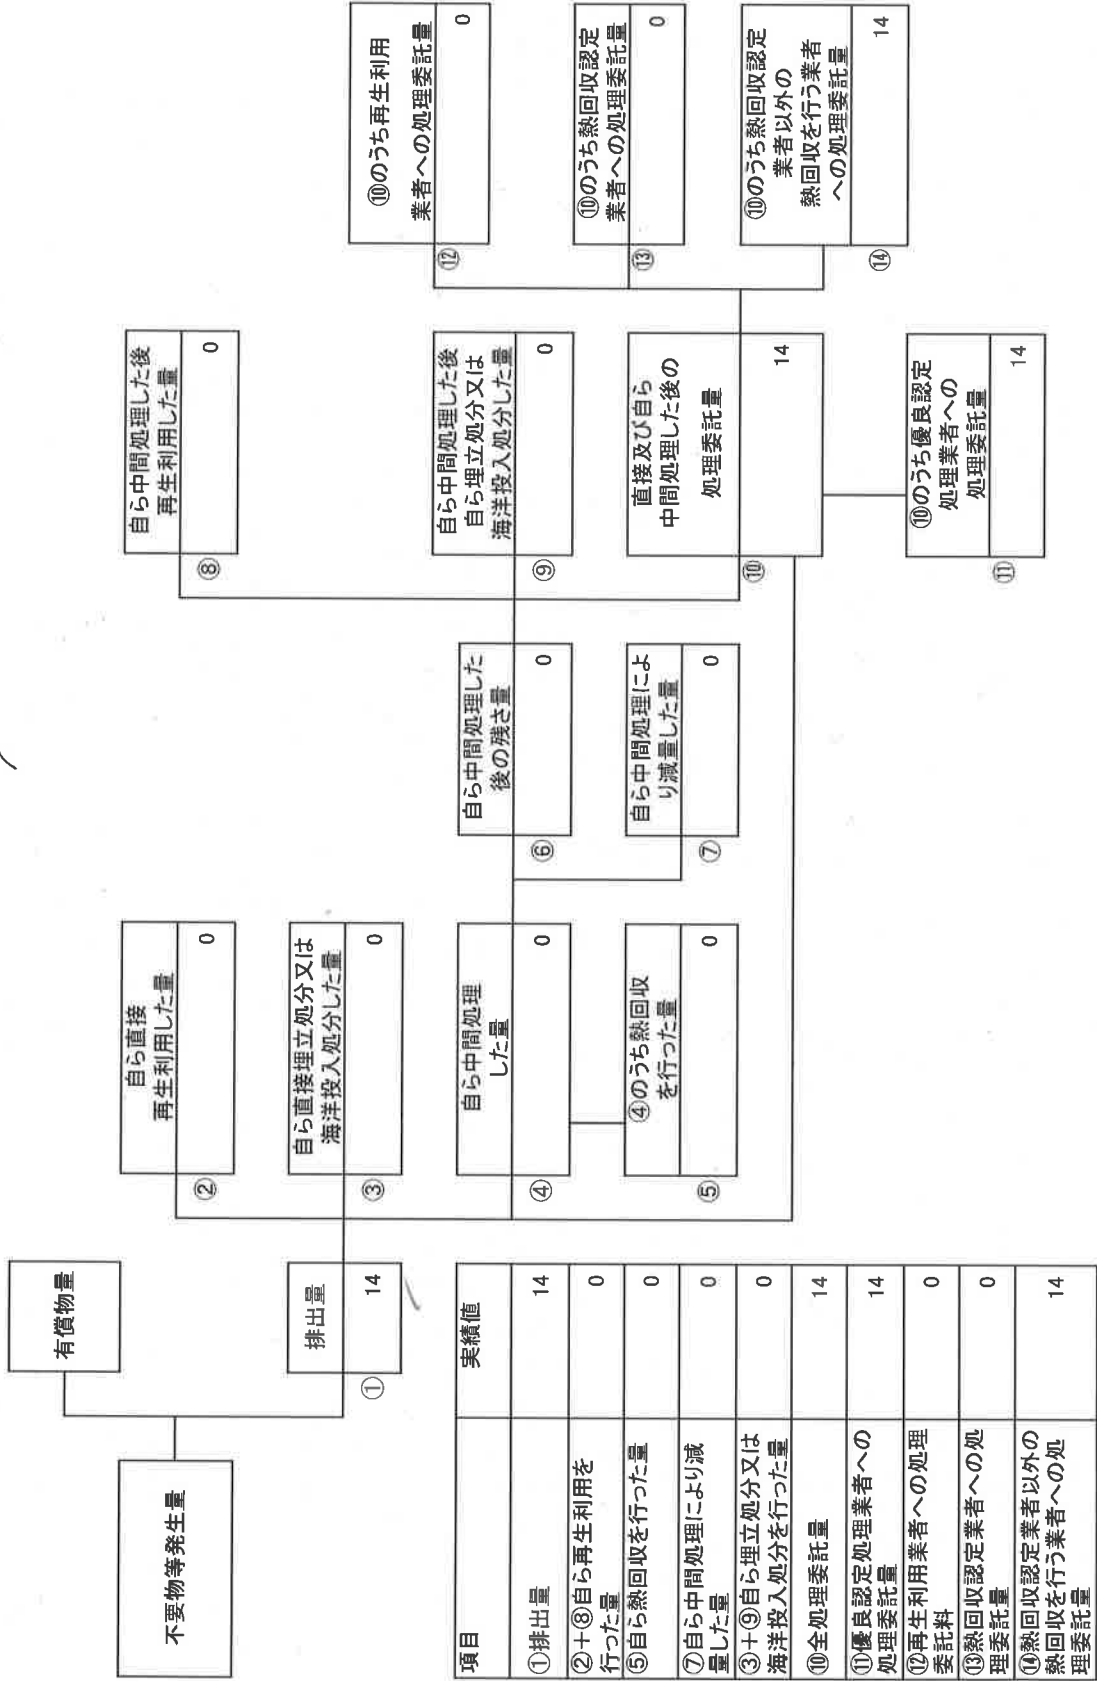 不要物等発生量
有償物量
排出量
①
14
自ら直接
再生利用した量
②
0
自ら直接埋立処分又は
海洋投入処分した量
③
0
自ら中間処理
した量
④
0
④のうち熱回収
を行った量
⑤
0
自ら中間処理した
後の残さ量
⑥
0
自ら中間処理によ
り減量した量
⑦
0
自ら中間処理した後
再生利用した量
⑧
0
自ら中間処理した後
自ら埋立処分又は
海洋投入処分した量
⑨
0
直接及び自ら
中間処理した後の
処理委託量
⑩
14
⑩のうち優良認定
処理業者への
処理委託量
⑪
14
⑩のうち再生利用
業者への処理委託量
⑫
0
⑩のうち熱回収認定
業者への処理委託量
⑬
0
⑩のうち熱回収認定
業者以外の
熱回収を行う業者
への処理委託量
⑭
14
項目 実績値
①排出量 14
②+⑧自ら再生利用を
行った量 0
⑤自ら熱回収を行った量 0
⑦自ら中間処理により減
量した量 0
③+⑨自ら埋立処分又は
海洋投入処分を行った量 0
⑩全処理委託量 14
⑪優良認定処理業者への
処理委託量 14
⑫再生利用業者への処理
委託料 0
⑬熱回収認定業者への処
理委託量 0
⑭熱回収認定業者以外の
熱回収を行う業者への処
理委託量 14